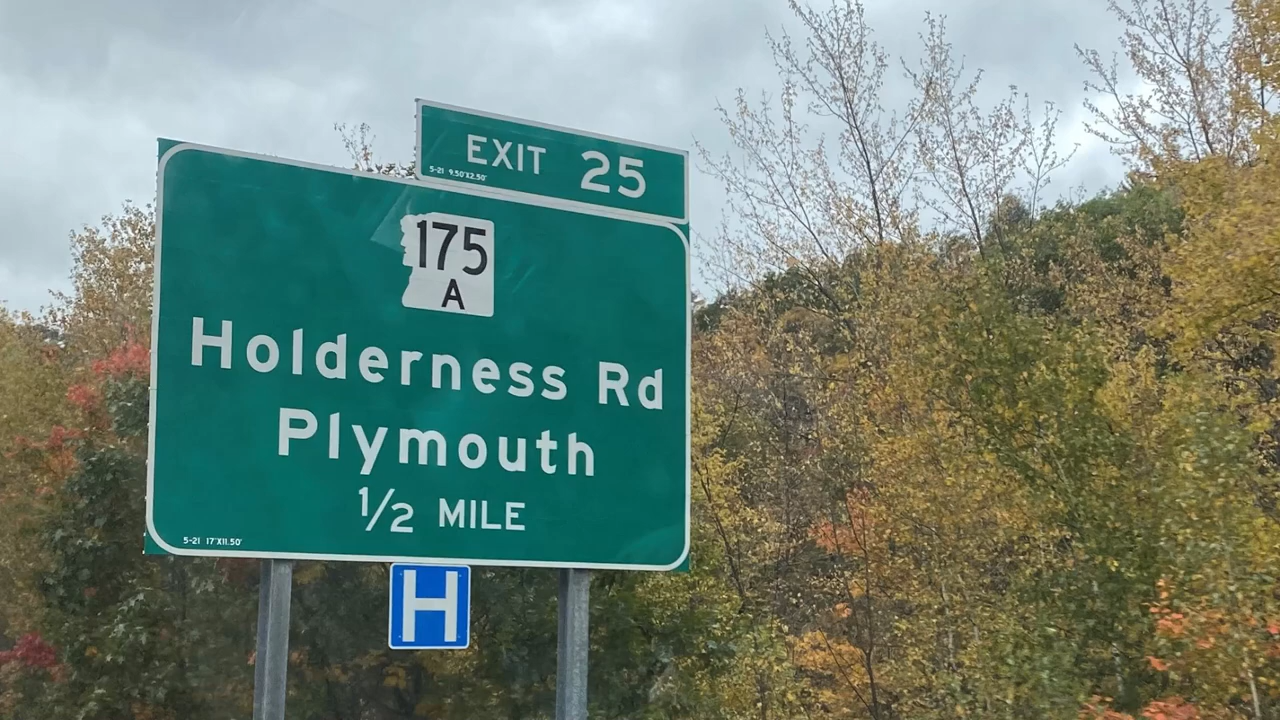 EXIT 25
5-21 9.50'X2.50'
175
A
Holderness Rd
Plymouth
1/2 MILE
5-21 17'X11.50'
H